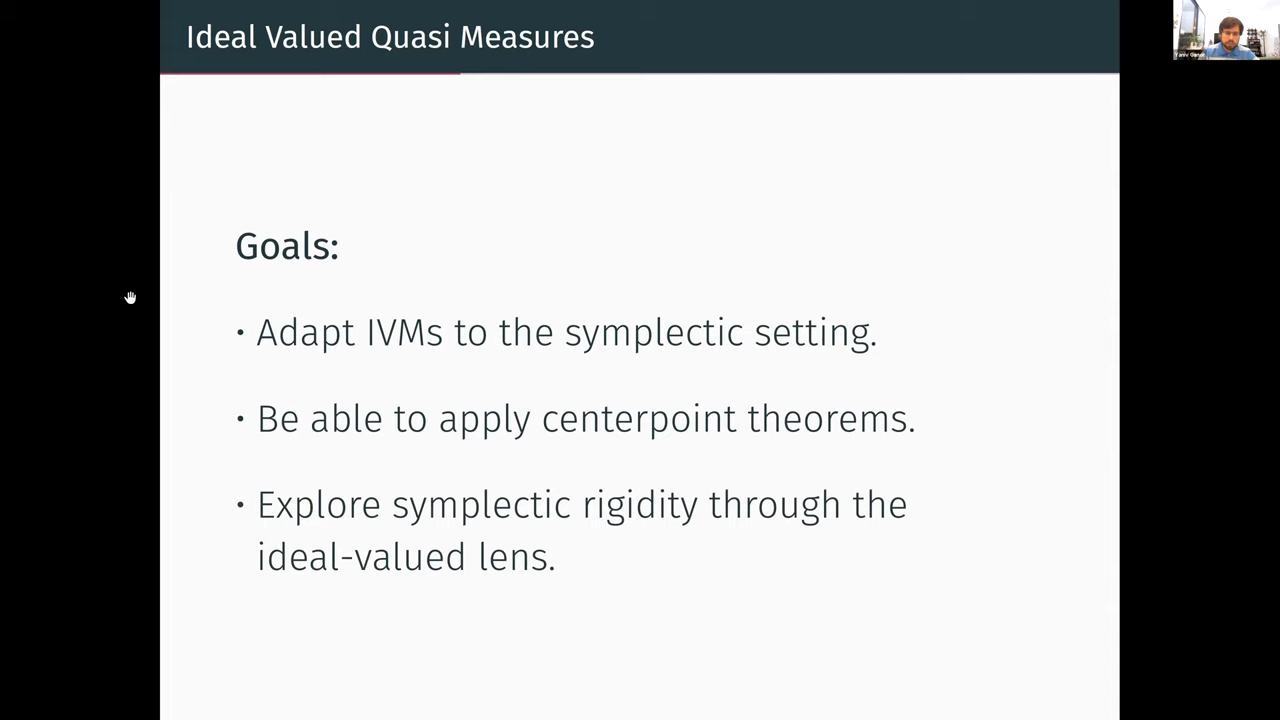 Ideal Valued Quasi Measures
Goals:
• Adapt IVMs to the symplectic setting.
• Be able to apply centerpoint theorems.
• Explore symplectic rigidity through the
ideal-valued lens.